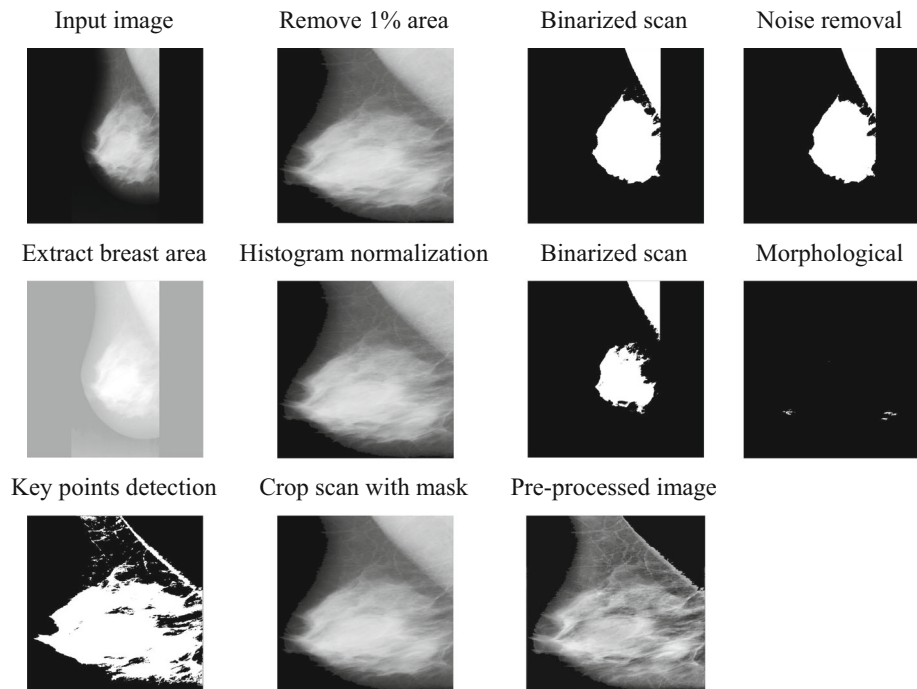 Input image
Remove 1% area
Binarized scan
Noise removal
Extract breast area
Histogram normalization
Binarized scan
Morphological
Key points detection
Crop scan with mask
Pre-processed image